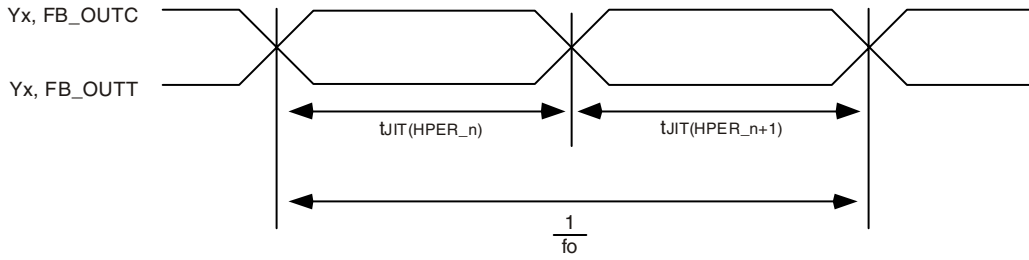 Yx, FB_OUTC
Yx, FB_OUTT
tJIT(HPER_n)
tJIT(HPER_n+1)
1
fo